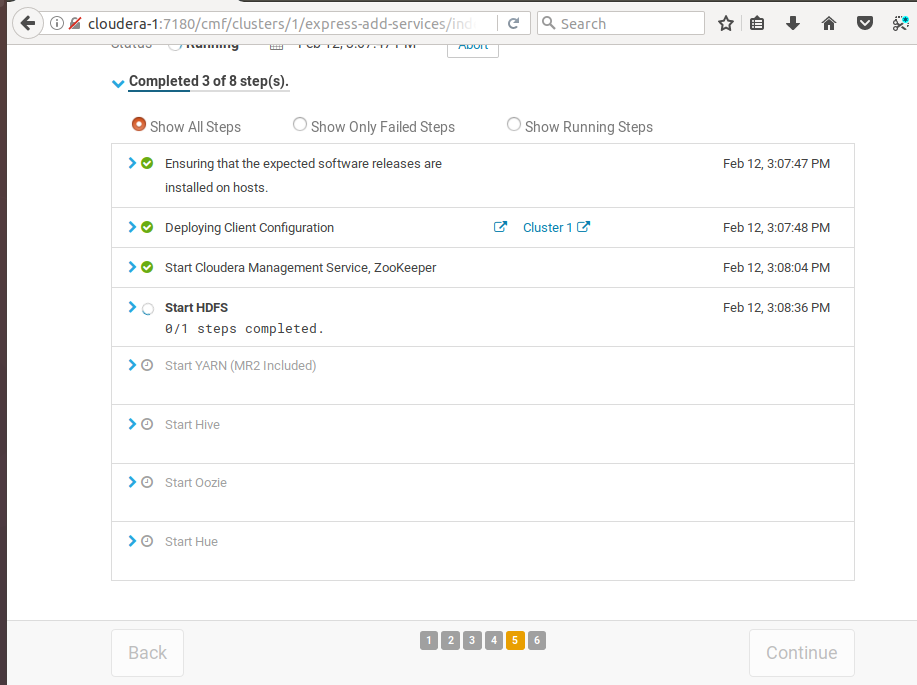 cloudera-1:7180/cmf/clusters/1/express-add-services/ind
Search
Status Running Feb 12, 3:07:47 PM Abort
Completed 3 of 8 step(s).
Show All Steps Show Only Failed Steps Show Running Steps
Ensuring that the expected software releases are Feb 12, 3:07:47 PM
installed on hosts.
Deploying Client Configuration Cluster 1 Feb 12, 3:07:48 PM
Start Cloudera Management Service, ZooKeeper Feb 12, 3:08:04 PM
Start HDFS Feb 12, 3:08:36 PM
0/1 steps completed.
Start YARN (MR2 Included)
Start Hive
Start Oozie
Start Hue
Back 1 2 3 4 5 6 Continue